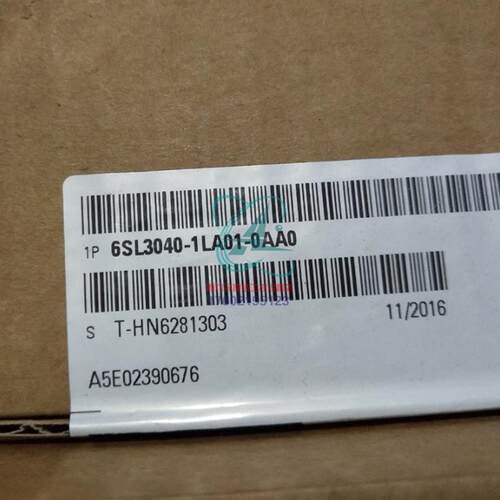 1P 6SL3040-1LA01-0AA0
S T-HN6281303
11/2016
A5E02390676